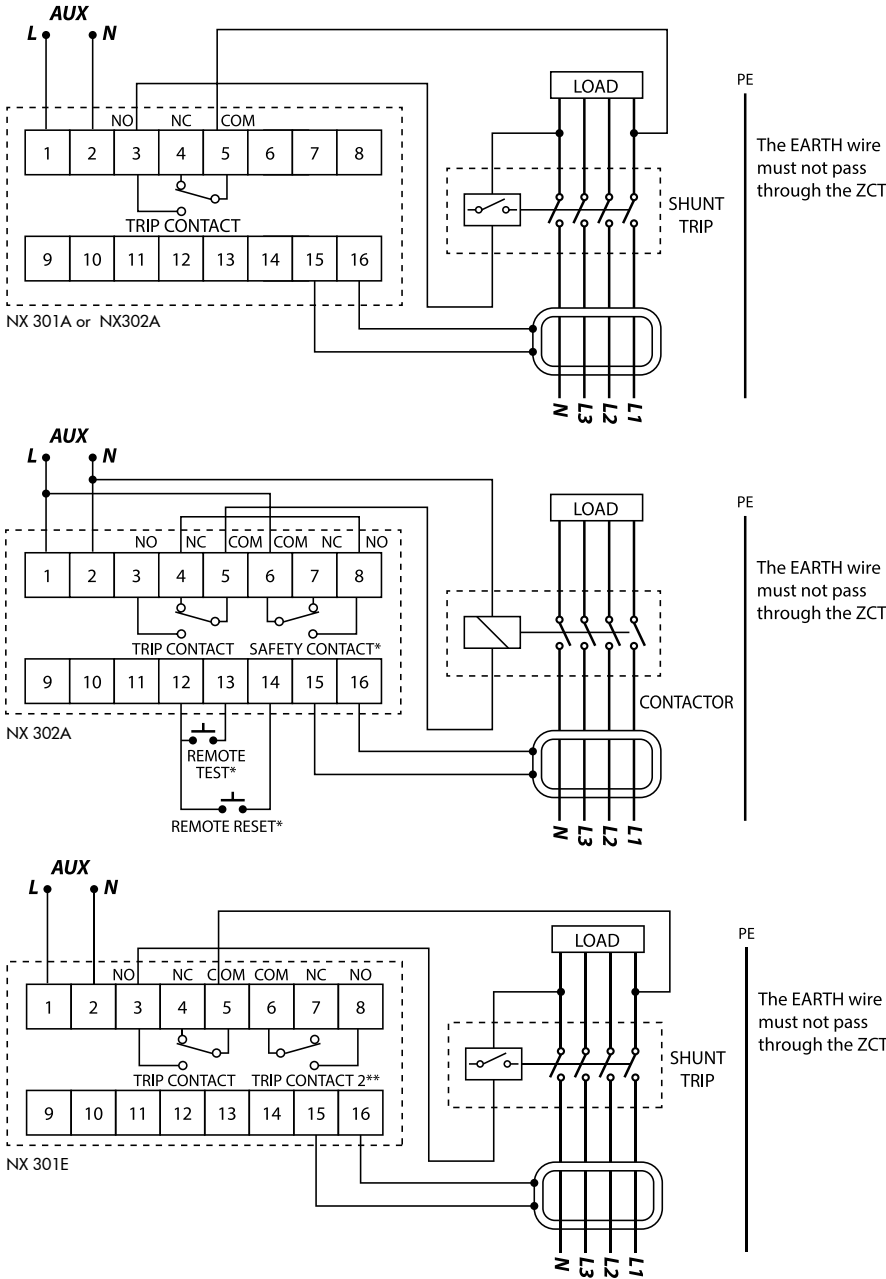 AUX
L N
LOAD
PE
NO NC COM
1 2 3 4 5 6 7 8
The EARTH wire
must not pass
through the ZCT
SHUNT
TRIP
TRIP CONTACT
9 10 11 12 13 14 15 16
NX 301A or NX302A
N L3 L2 L1
AUX
L N
LOAD
PE
NO NC COM COM NC NO
1 2 3 4 5 6 7 8
The EARTH wire
must not pass
through the ZCT
TRIP CONTACT SAFETY CONTACT*
9 10 11 12 13 14 15 16
CONTACTOR
NX 302A
REMOTE
TEST*
REMOTE RESET*
N L3 L2 L1
AUX
L N
LOAD
PE
NO NC COM COM NC NO
1 2 3 4 5 6 7 8
The EARTH wire
must not pass
through the ZCT
SHUNT
TRIP
TRIP CONTACT TRIP CONTACT 2**
9 10 11 12 13 14 15 16
NX 301E
N L3 L2 L1